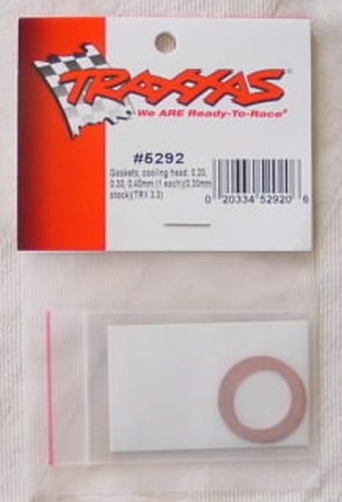 TRAXXAS
We ARE Ready-To-Race®
#5292
Gaskets, cooling head: 0.20,
0.30, 0.40mm (1 each)(0.30mm
stock)(TRX 3.3)
0 20334 52920 6